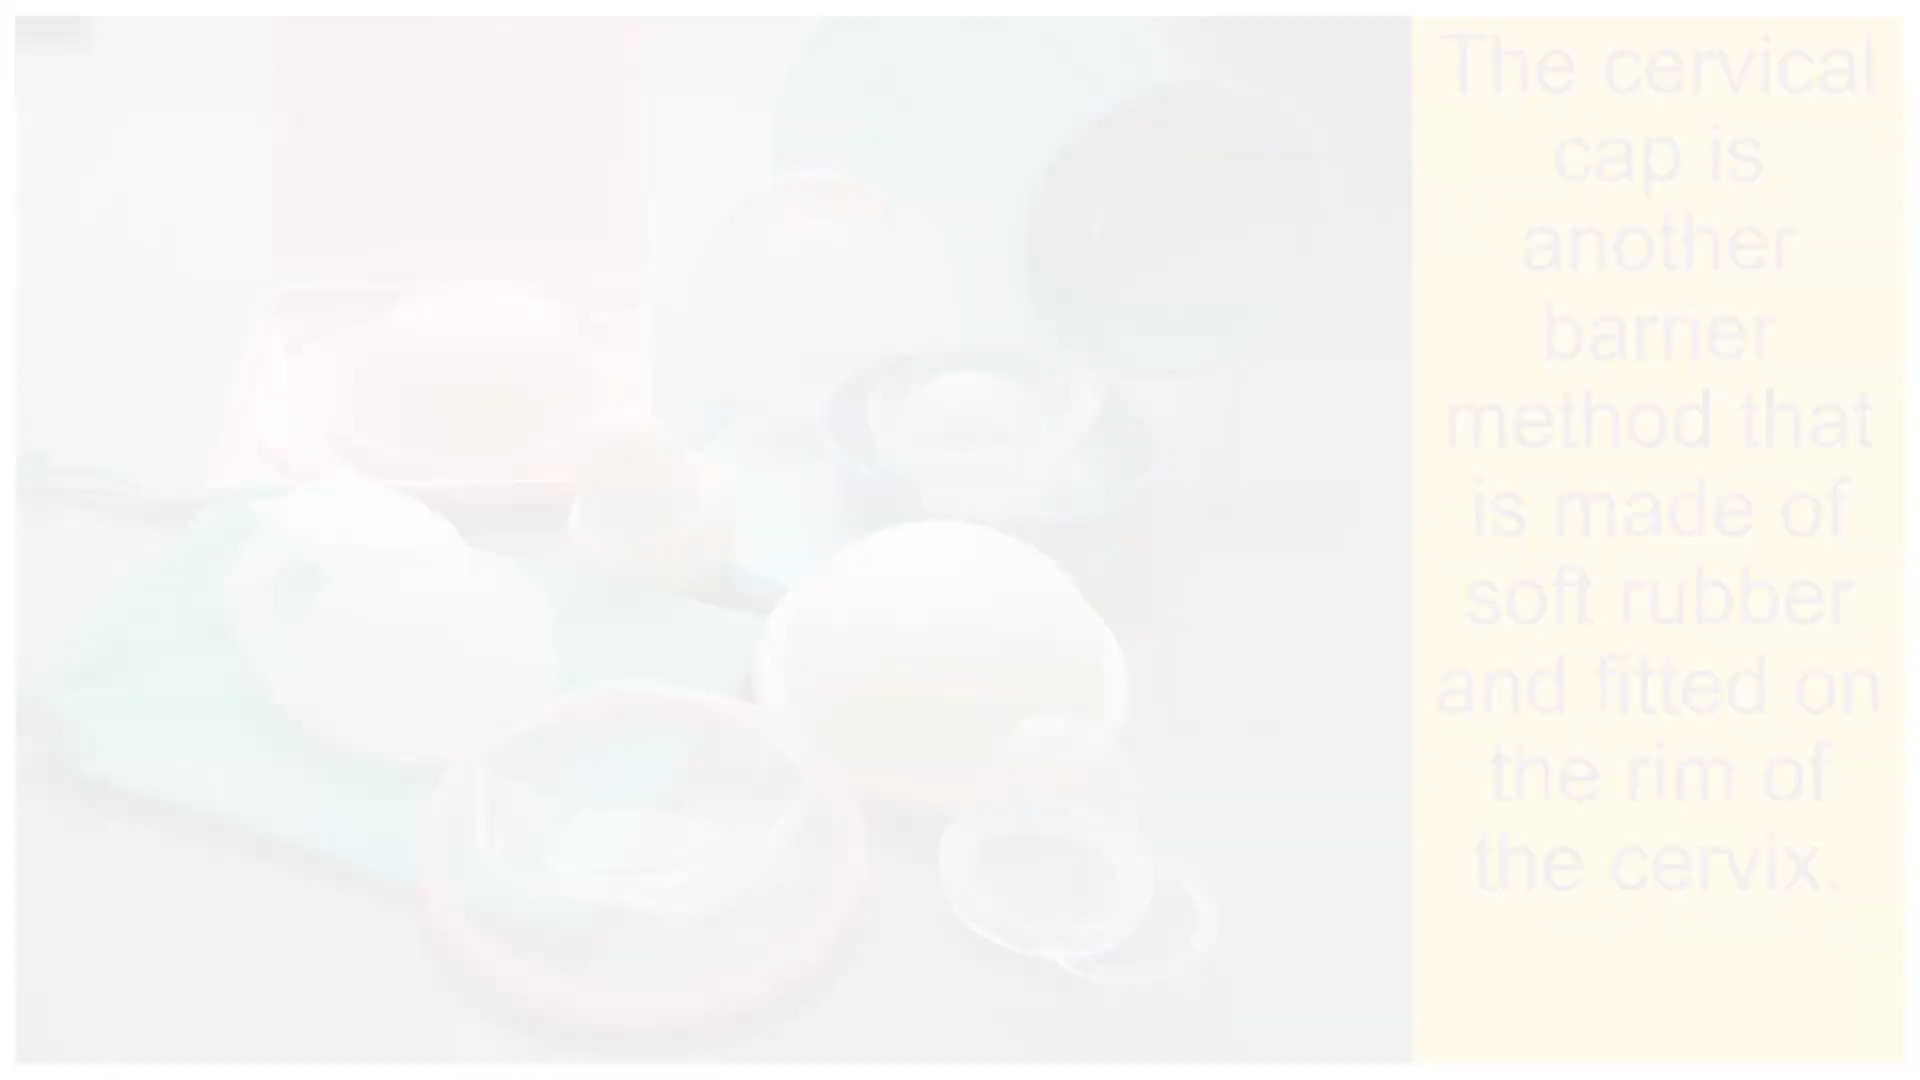 The cervical
cap is
another
barrier
method that
is made of
soft rubber
and fitted on
the rim of
the cervix.